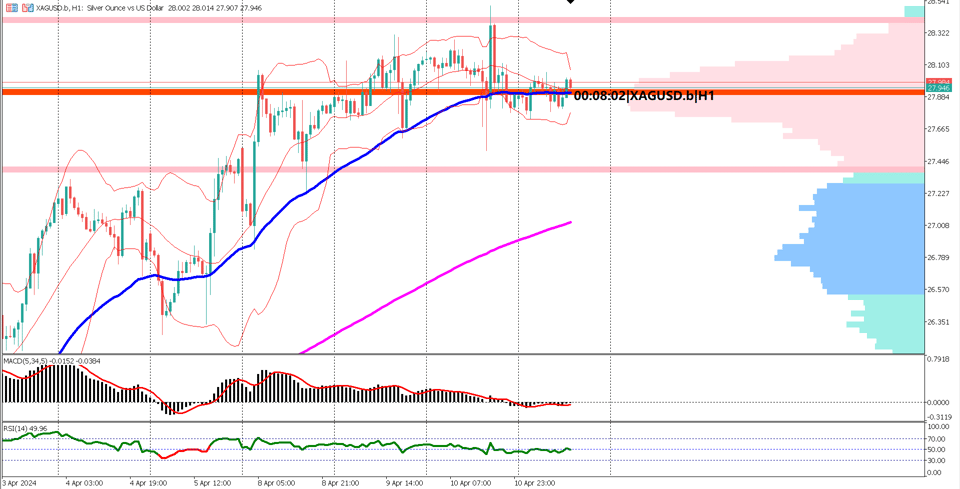 XAGUSD.b, H1: Silver Ounce vs US Dollar 28.002 28.014 27.907 27.946
28.541
28.322
28.103
27.984
27.946
27.884
00:08:02|XAGUSD.b|H1
27.665
27.446
27.227
27.008
26.789
26.570
26.351
MACD(5,34,5) -0.0152 -0.0384
0.7918
0.0000
-0.3119
RSI(14) 49.96
100.00
70.00
50.00
30.00
0.00
3 Apr 2024
4 Apr 03:00
4 Apr 19:00
5 Apr 12:00
8 Apr 05:00
8 Apr 21:00
9 Apr 14:00
10 Apr 07:00
10 Apr 23:00